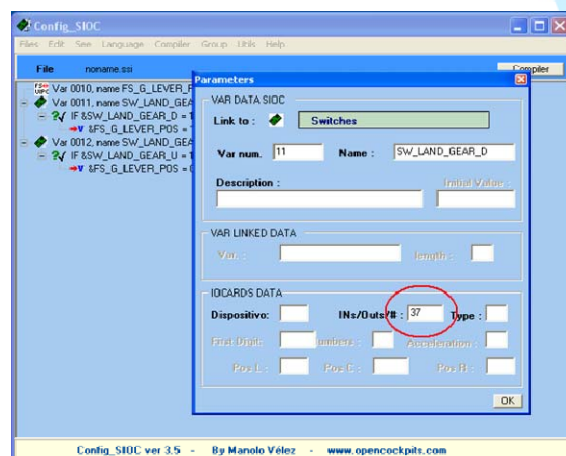 Config_SIOC
Files Edit See Language Compiler Group Utils Help
File noname.ssi
Compiler
Var 0010, name FS_G_LEVER_P
Var 0011, name SW_LAND_GEA
IF &SW_LAND_GEAR_D = 1
V &FS_G_LEVER_POS = 
Var 0012, name SW_LAND_GEA
IF &SW_LAND_GEAR_U = 1
V &FS_G_LEVER_POS = 
Parameters
VAR DATA SIOC
Link to : Switches
Var num. 11 Name : SW_LAND_GEAR_D
Description : Initial Value :
VAR LINKED DATA
Var. : length :
IOCARDS DATA
Dispositivo: INs/Outs/# : 37 Type :
First Digit: umbers : Acceleration :
Pos L : Pos C : Pos R :
OK
Config_SIOC ver 3.5 - By Manolo Vélez - www.opencockpits.com